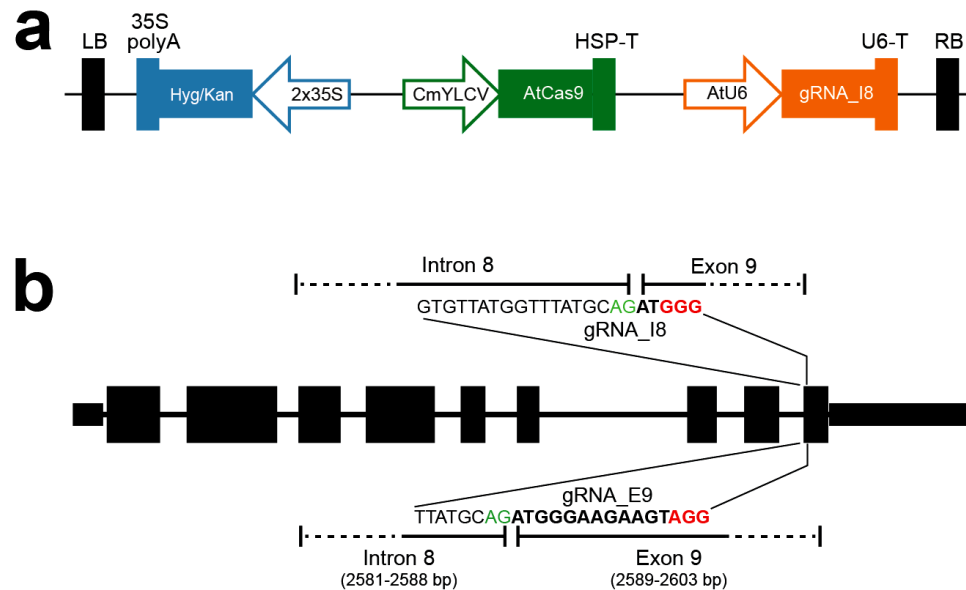 a
35S
polyA
LB
HSP-T
U6-T
RB
Hyg/Kan
2x35S
CmYLCV
AtCas9
AtU6
gRNA_I8
b
Intron 8
Exon 9
GTGTTATGGTTTATGCAGATGGG
gRNA_I8
gRNA_E9
TTATGCAGATGGGAAGAAGTAGG
Intron 8
Exon 9
(2581-2588 bp)
(2589-2603 bp)